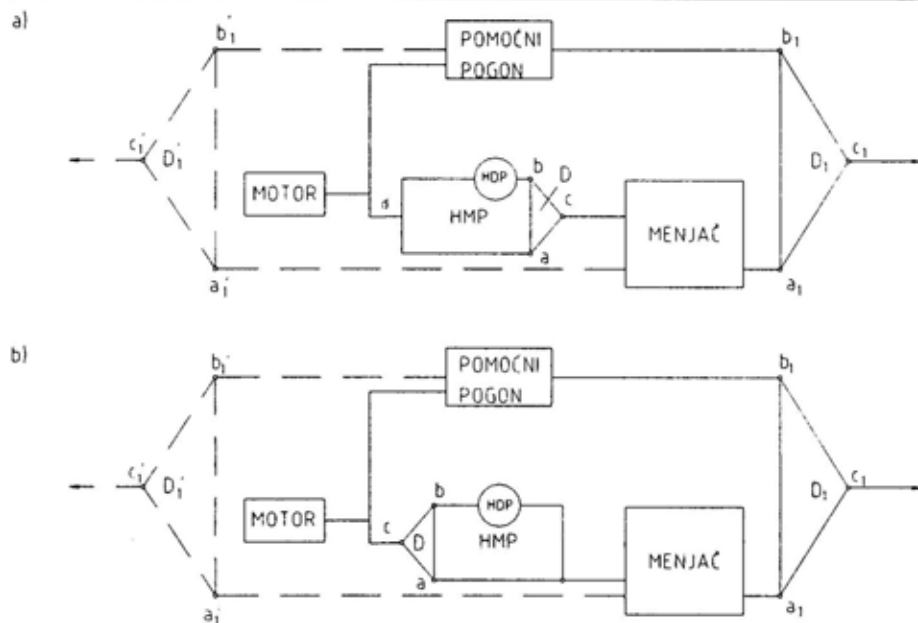 a)
b₁'
POMOĆNI
POGON
b₁
c₁'
D₁'
MOTOR
HDP
b
D
c
HMP
a
MENJAČ
D₁
c₁
a₁'
a₁
b)
b₁'
POMOĆNI
POGON
b₁
c₁'
D₁'
MOTOR
c
b
D
a
HDP
HMP
MENJAČ
D₁
c₁
a₁'
a₁